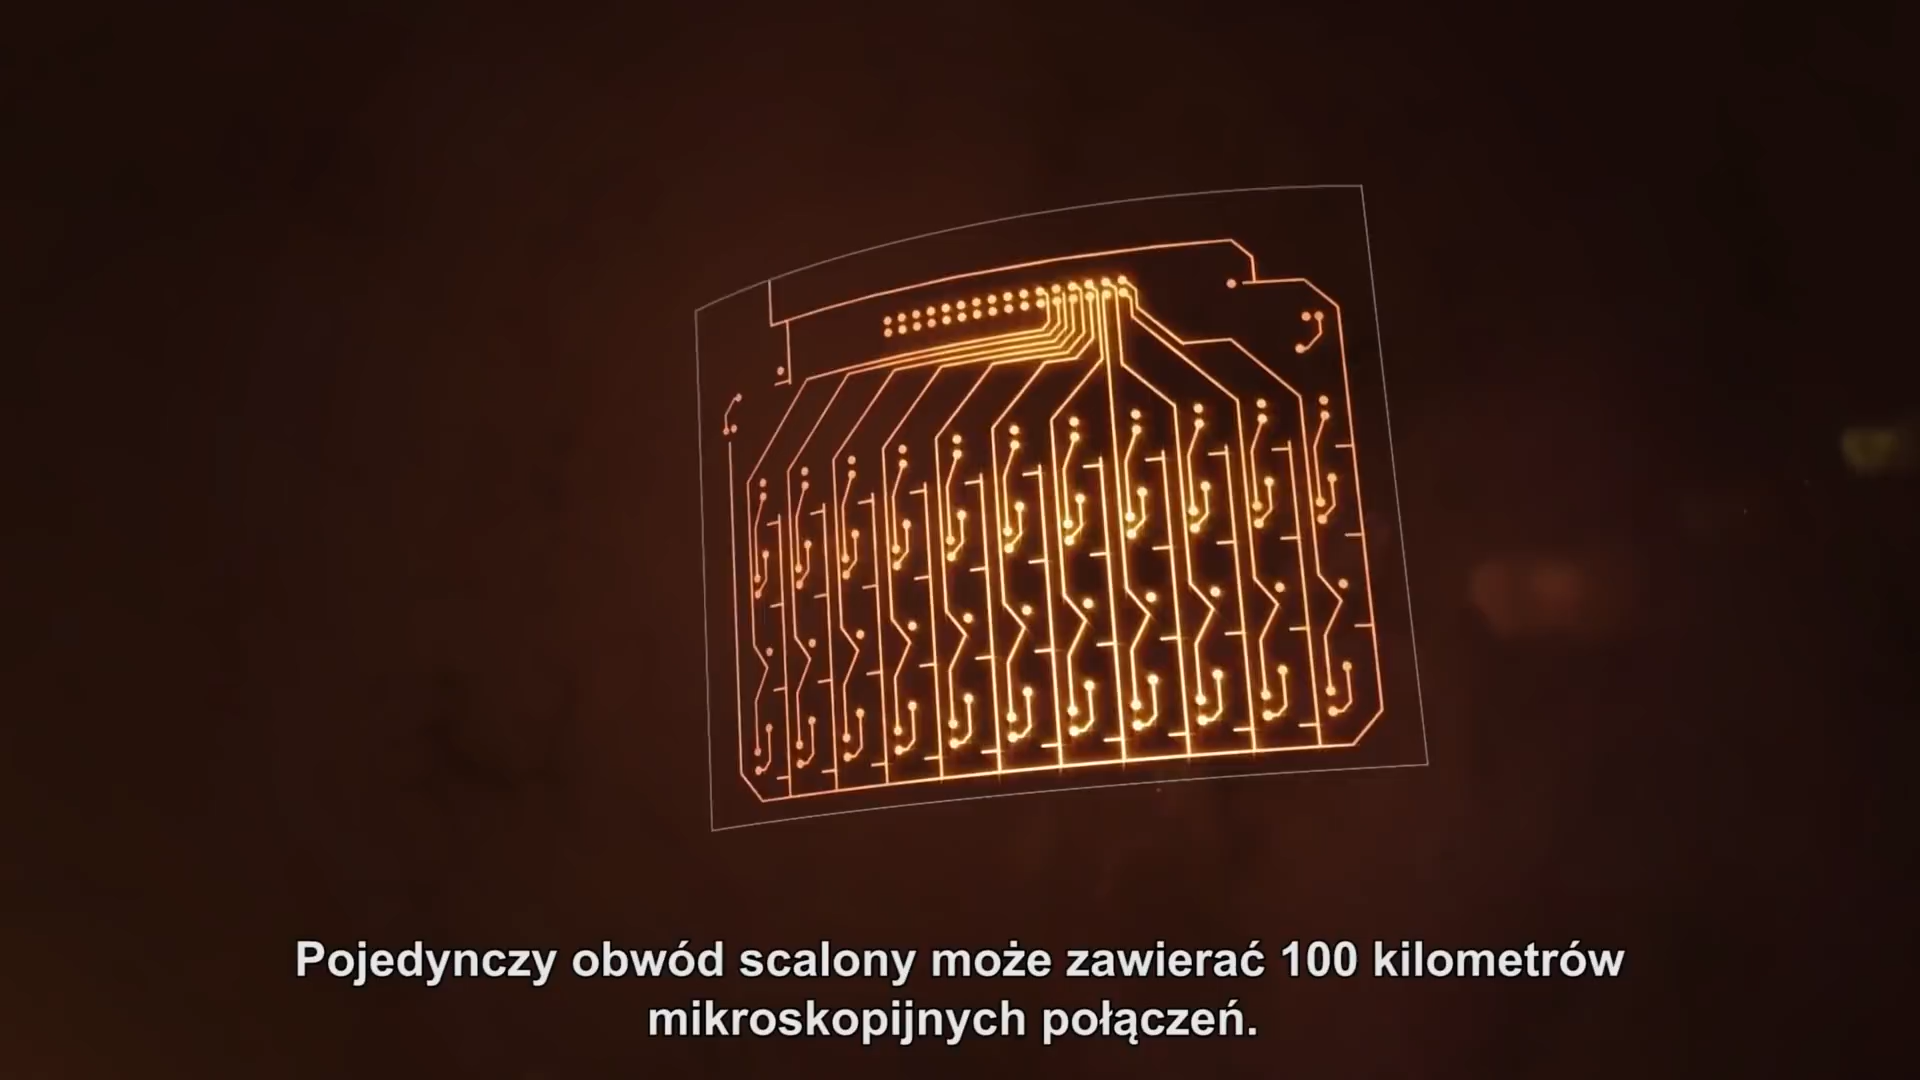 Pojedynczy obwód scalony może zawierać 100 kilometrów
mikroskopijnych połączeń.